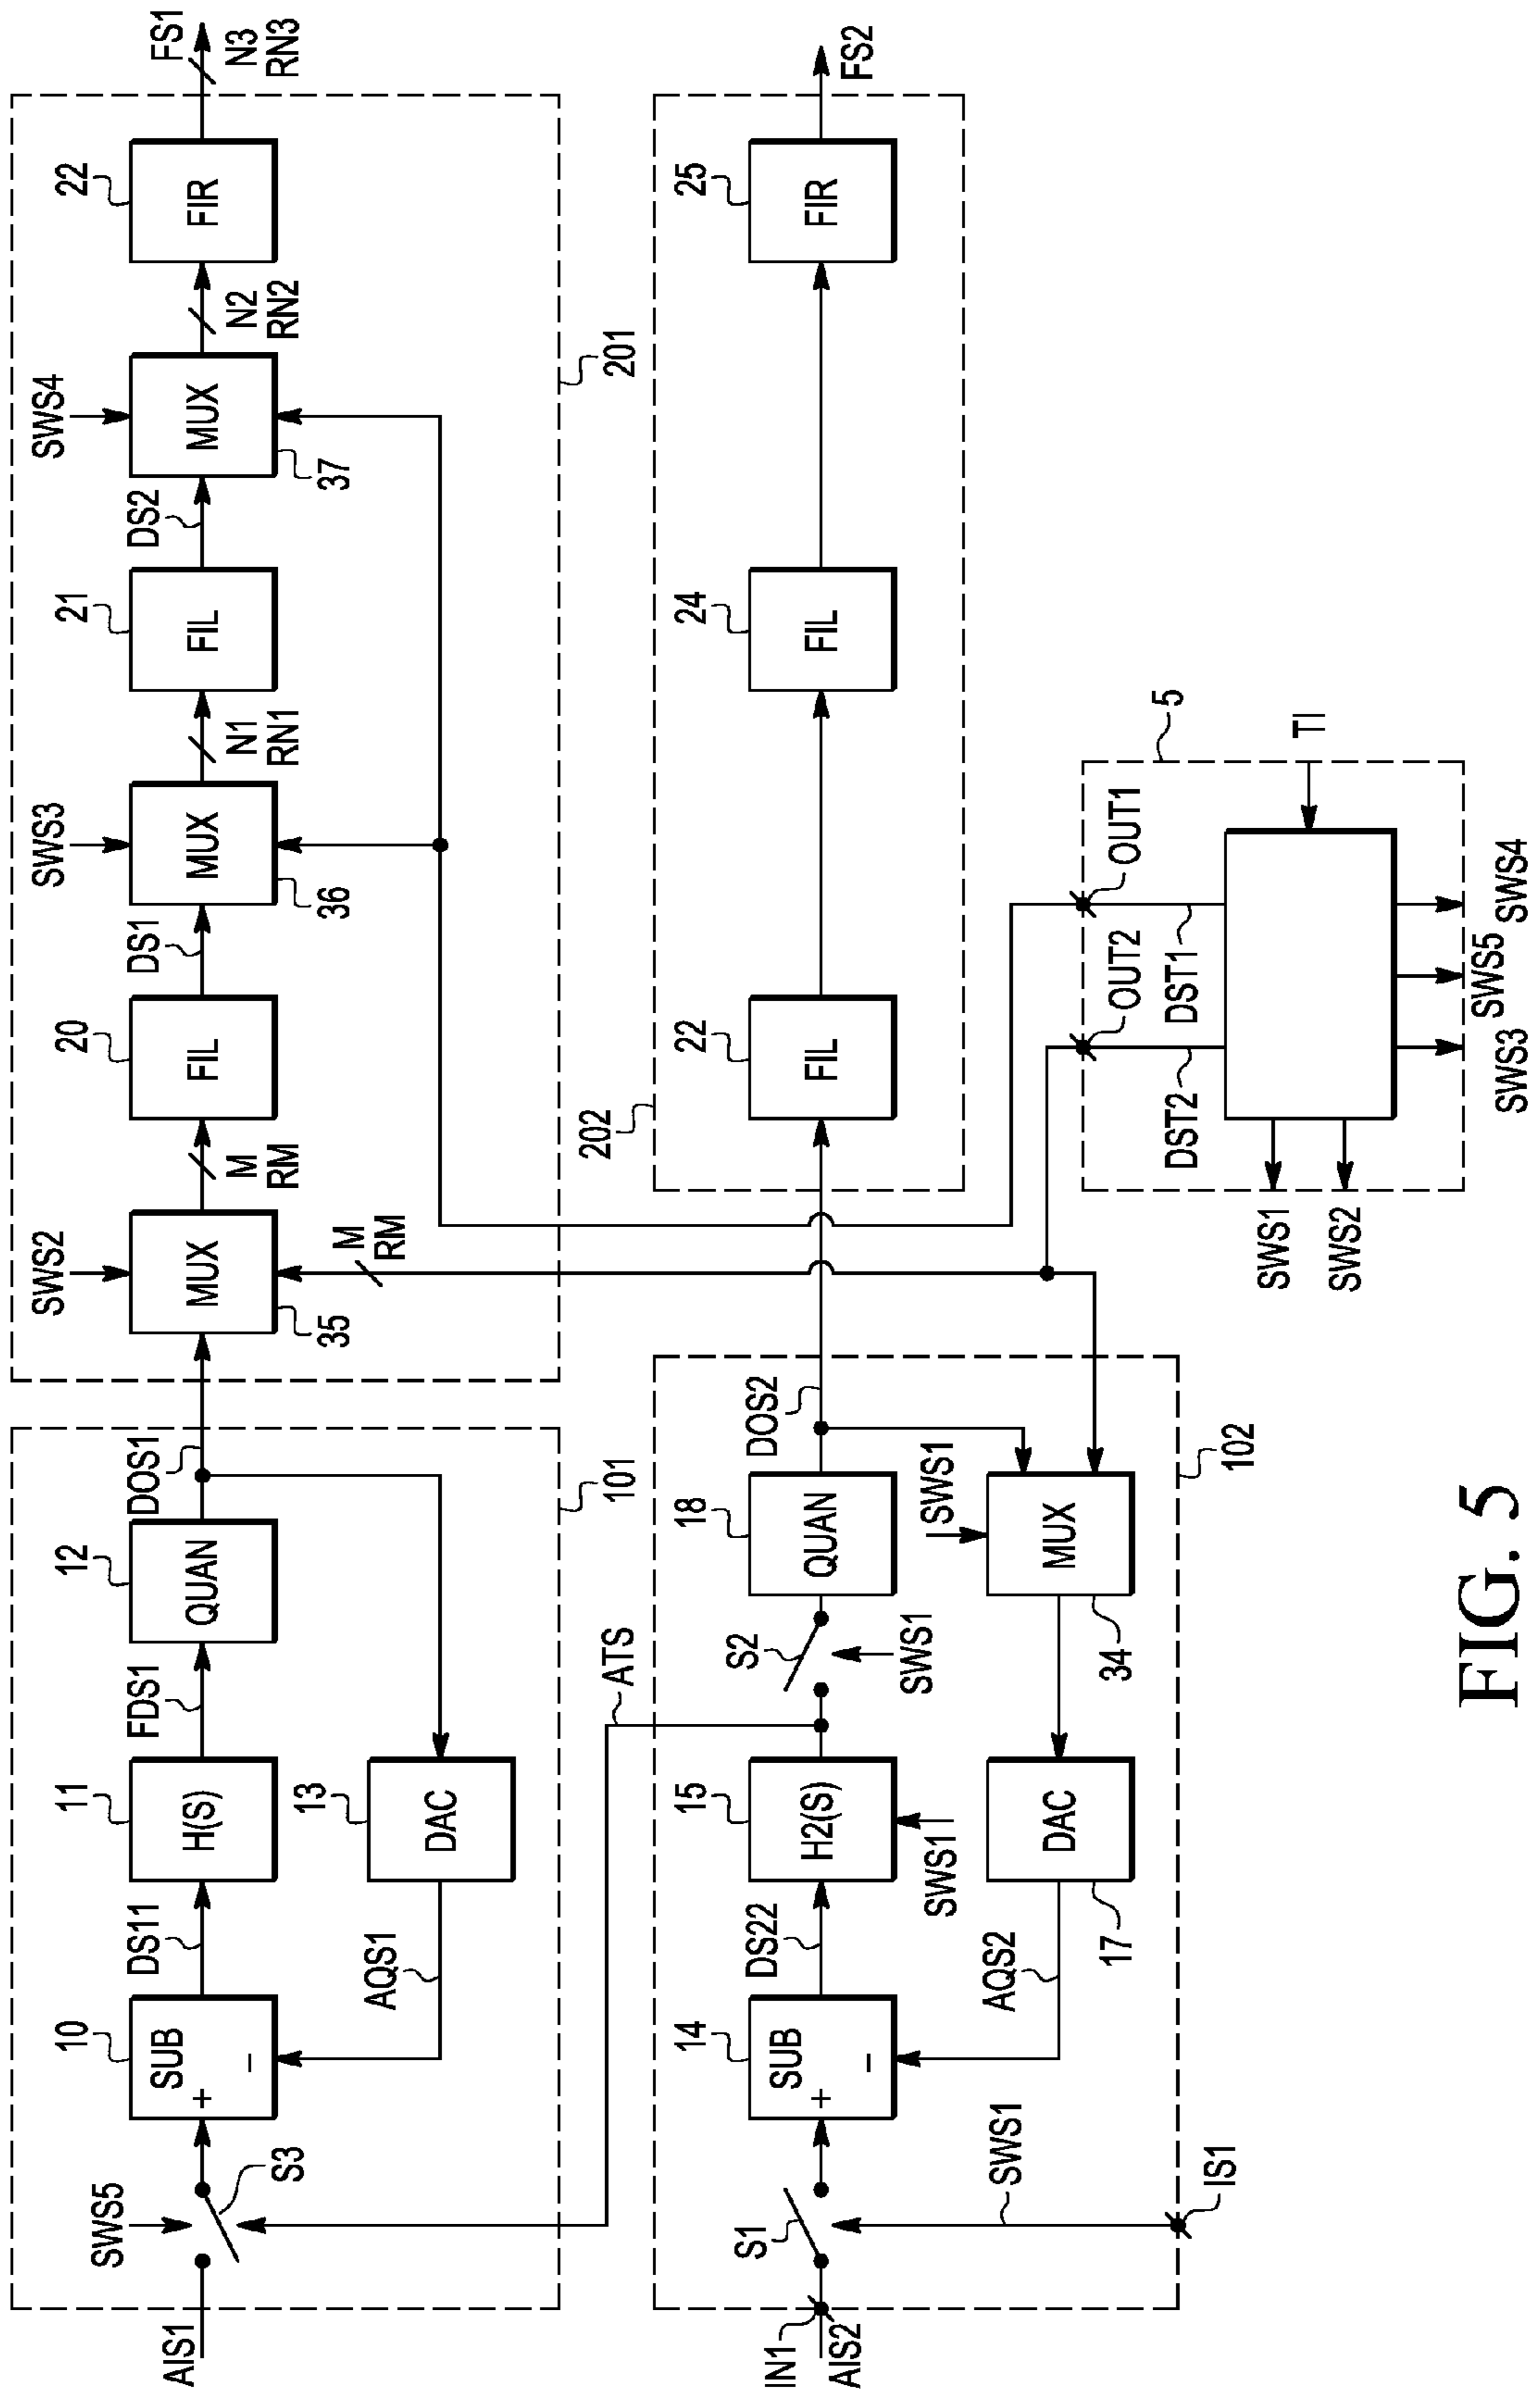 AIS1
SWS5
S3
10
SUB
+
−
DS11
11
H(S)
FDS1
12
QUAN
DOS1
AQS1
13
DAC
101
SWS2
MUX
35
M
RM
20
FIL
DS1
SWS3
MUX
36
N1
RN1
21
FIL
DS2
SWS4
MUX
37
N2
RN2
22
FIR
FS1
N3
RN3
201
M
RM
ATS
IN1
AIS2
S1
SWS1
IS1
14
SUB
+
−
DS22
15
H2(S)
SWS1
S2
SWS1
18
QUAN
DOS2
SWS1
MUX
34
AQS2
DAC
17
102
202
22
FIL
24
FIL
25
FIR
FS2
5
OUT2
OUT1
DST2
DST1
TI
SWS1
SWS2
SWS3
SWS5
SWS4
FIG. 5